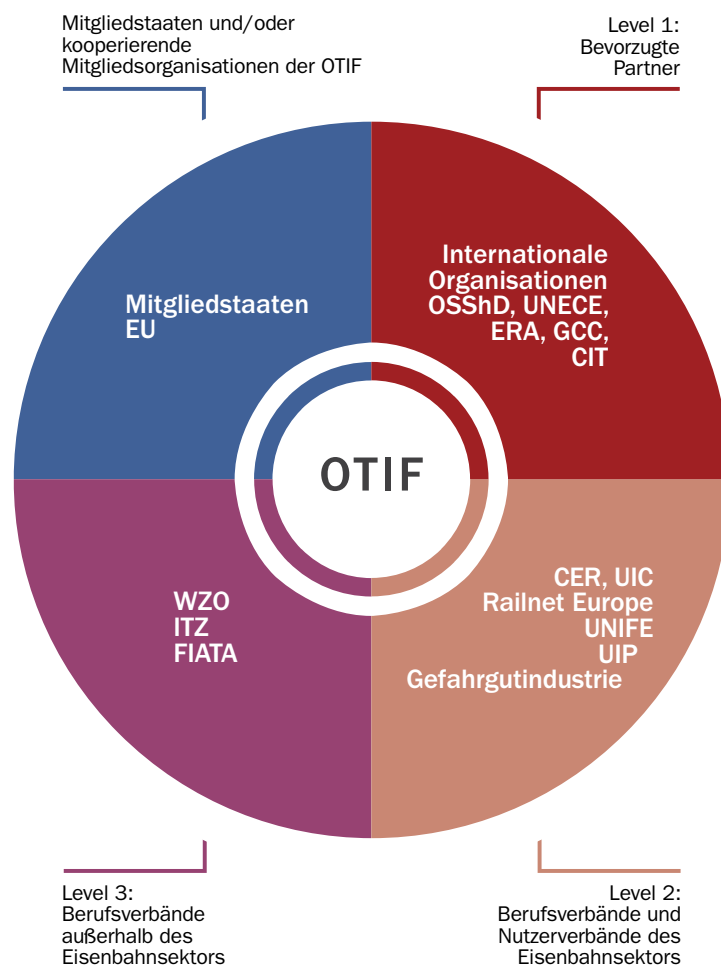 Mitgliedstaaten und/oder
kooperierende
Mitgliedsorganisationen der OTIF
Level 1:
Bevorzugte
Partner
Mitgliedstaaten
EU
Internationale
Organisationen
OSShD, UNECE,
ERA, GCC,
CIT
OTIF
WZO
ITZ
FIATA
CER, UIC
Railnet Europe
UNIFE
UIP
Gefahrgutindustrie
Level 3:
Berufsverbände
außerhalb des
Eisenbahnsektors
Level 2:
Berufsverbände und
Nutzerverbände des
Eisenbahnsektors